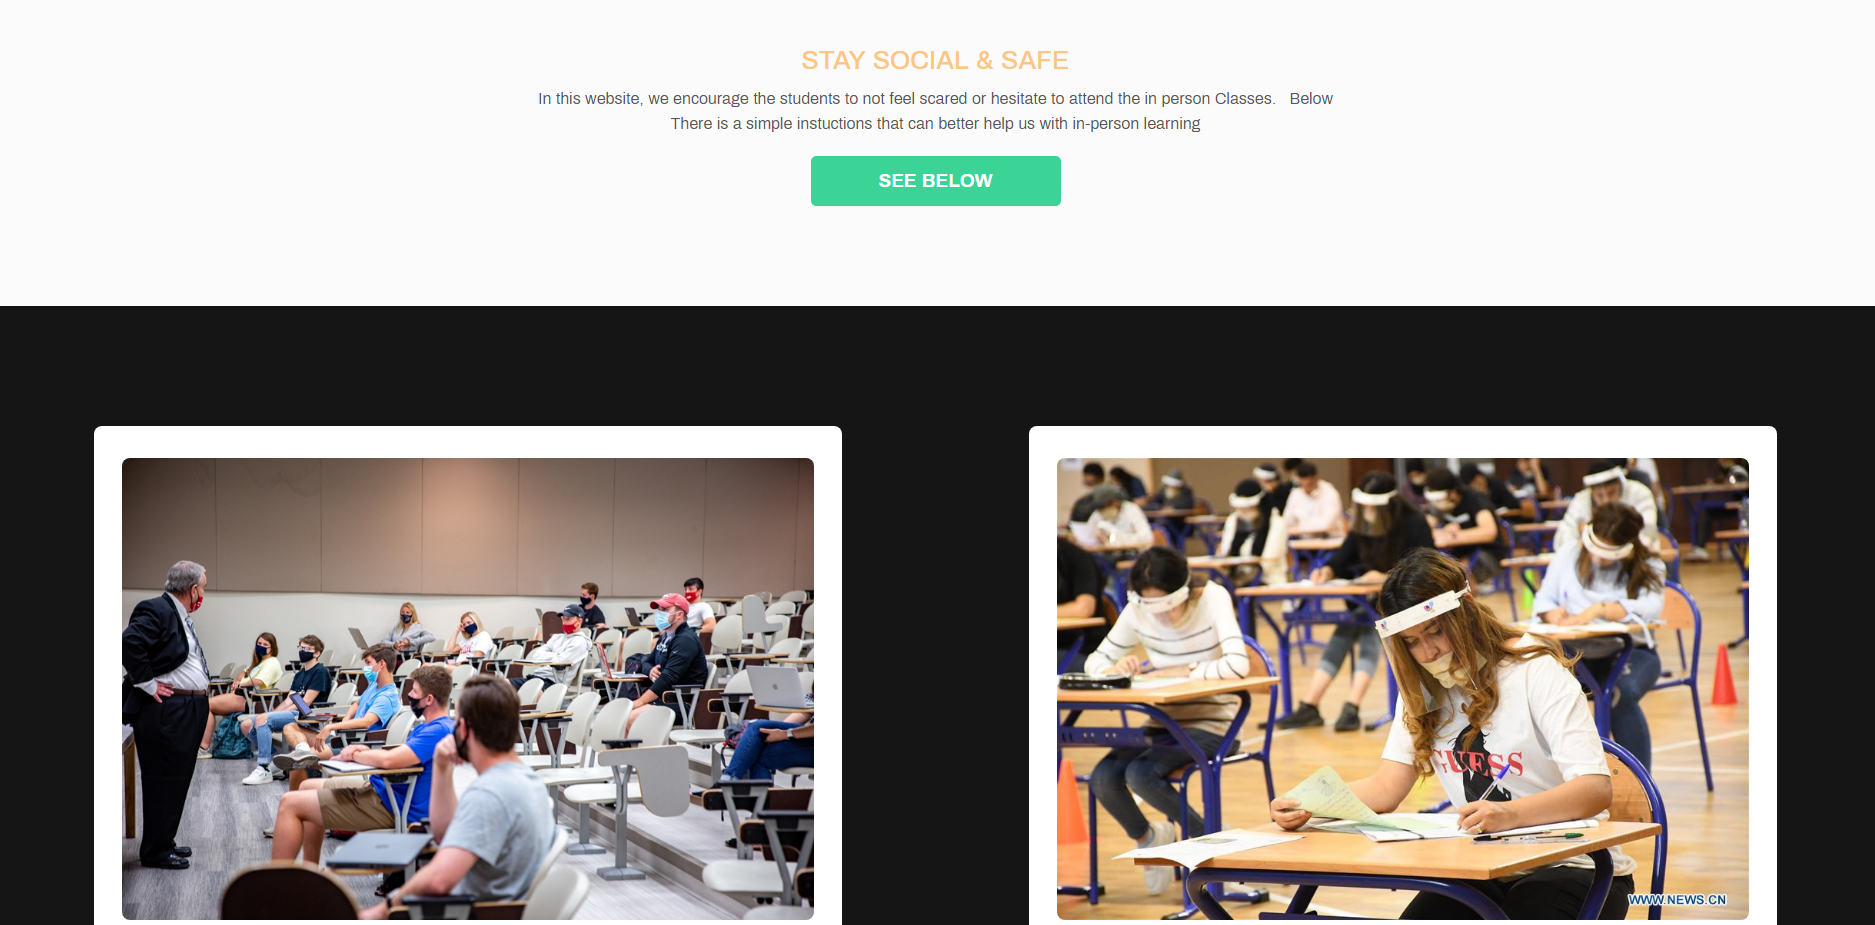 STAY SOCIAL & SAFE
In this website, we encourage the students to not feel scared or hesitate to attend the in person Classes.   Below
There is a simple instuctions that can better help us with in-person learning
SEE BELOW
GUESS
WWW.NEWS.CN